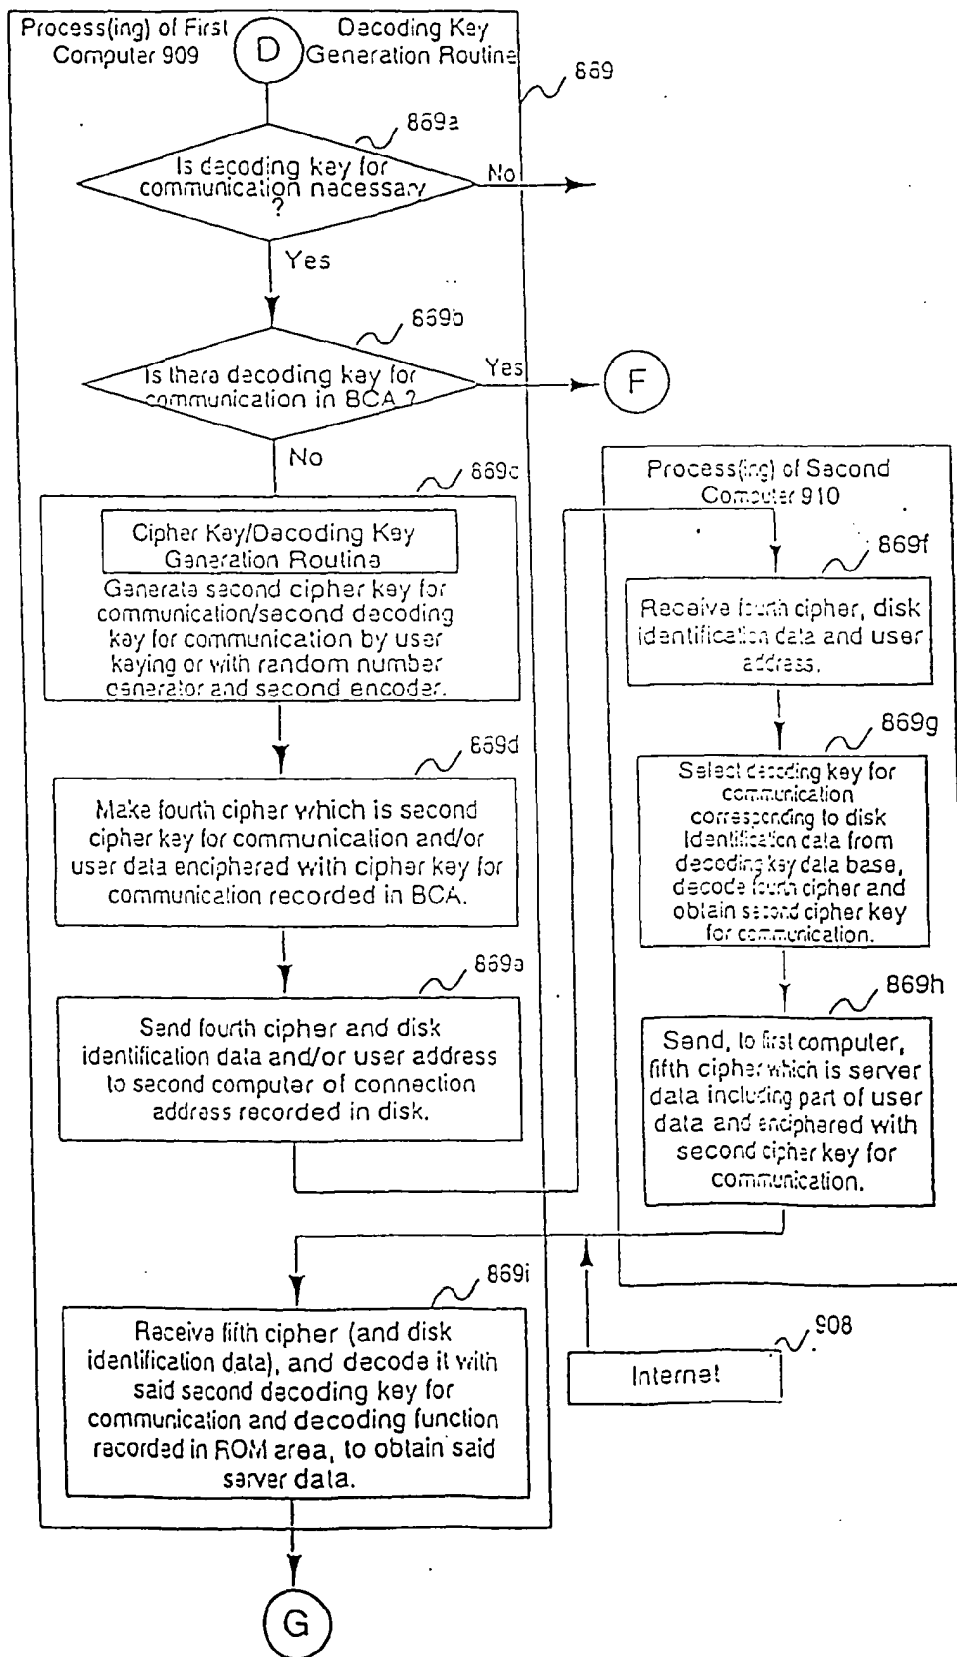 Process(ing) of First
Computer 909
D
Decoding Key
Generation Routine
869
869a
Is decoding key for
communication necessary
?
No
Yes
869b
Is there decoding key for
communication in BCA ?
Yes
F
No
869c
Cipher Key/Decoding Key
Generation Routine
Generate second cipher key for
communication/second decoding
key for communication by user
keying or with random number
generator and second encoder.
869d
Make fourth cipher which is second
cipher key for communication and/or
user data enciphered with cipher key for
communication recorded in BCA.
869e
Send fourth cipher and disk
identification data and/or user address
to second computer of connection
address recorded in disk.
Process(ing) of Second
Computer 910
869f
Receive fourth cipher, disk
identification data and user
address.
869g
Select decoding key for
communication
corresponding to disk
identification data from
decoding key data base,
decode fourth cipher and
obtain second cipher key
for communication.
869h
Send, to first computer,
fifth cipher which is server
data including part of user
data and enciphered with
second cipher key for
communication.
869i
Receive fifth cipher (and disk
identification data), and decode it with
said second decoding key for
communication and decoding function
recorded in ROM area, to obtain said
server data.
908
Internet
G